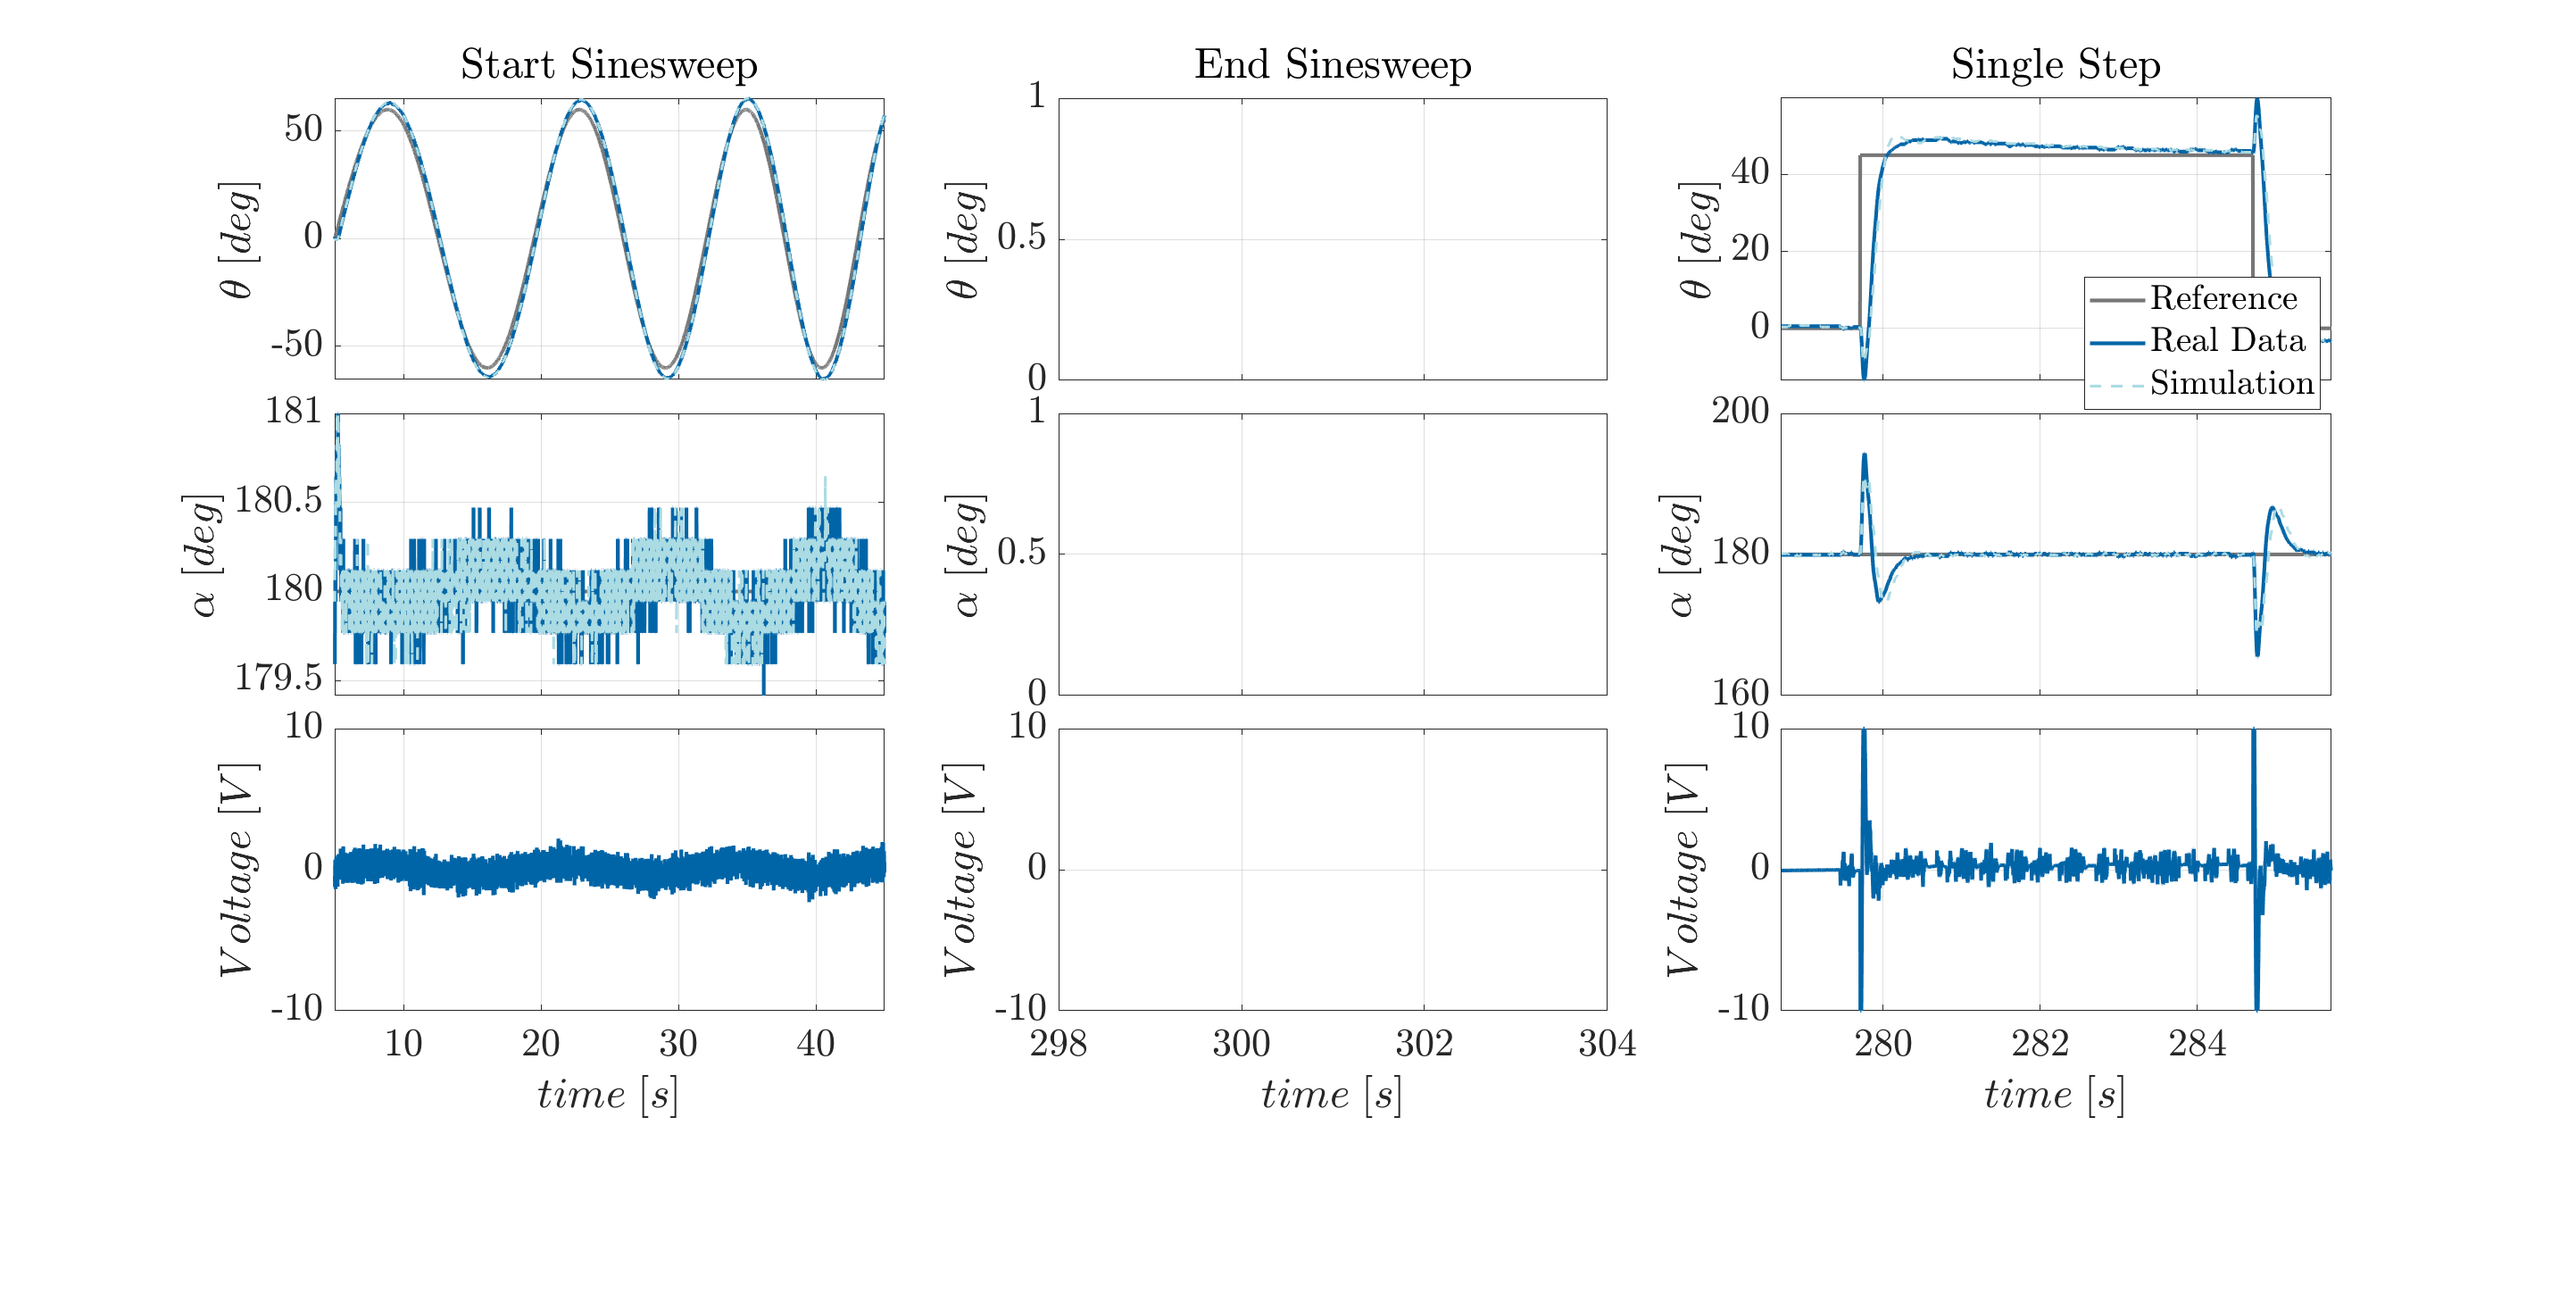 Start Sinesweep
End Sinesweep
Single Step
50
0
-50
θ [deg]
1
0.5
0
θ [deg]
40
20
0
θ [deg]
Reference
Real Data
Simulation
181
180.5
180
179.5
α [deg]
1
0.5
0
α [deg]
200
180
160
α [deg]
10
0
-10
Voltage [V]
10
0
-10
Voltage [V]
10
0
-10
Voltage [V]
10 20 30 40
298 300 302 304
280 282 284
time [s]
time [s]
time [s]